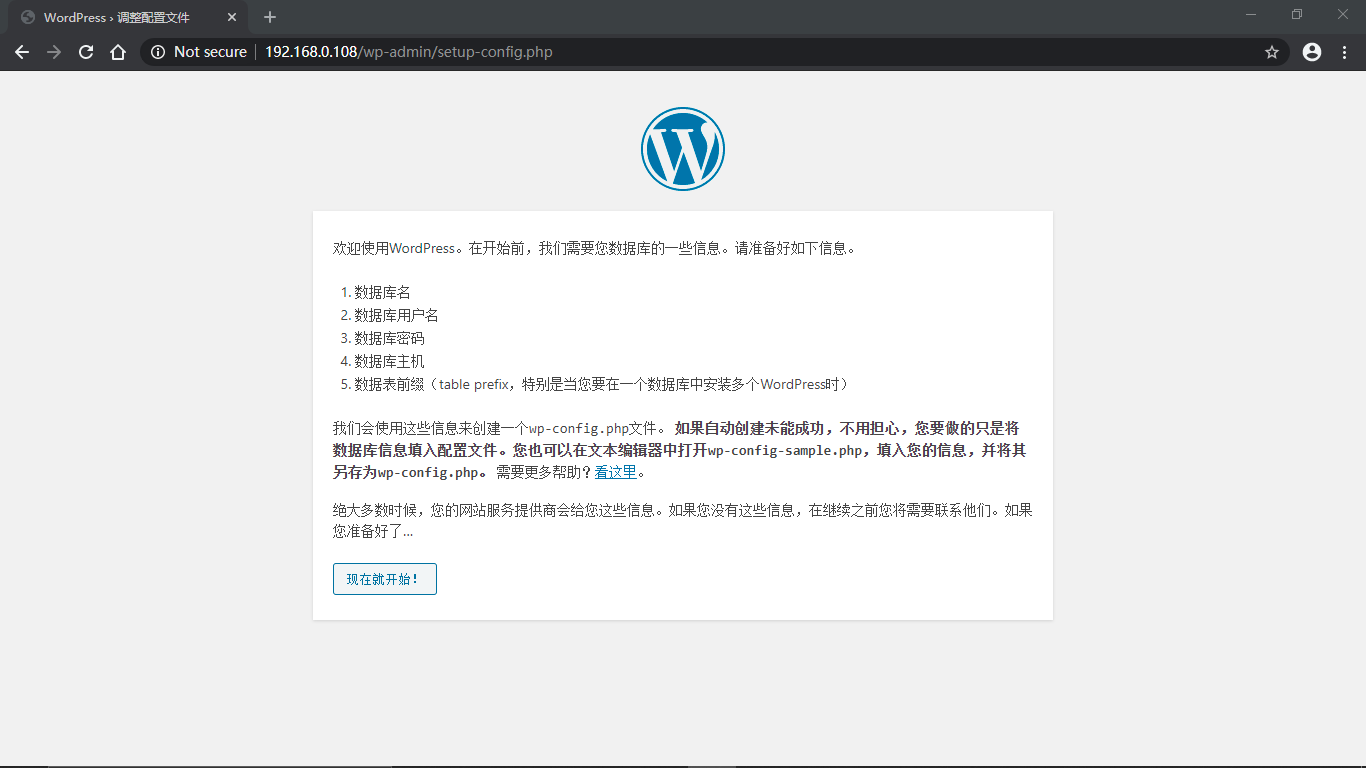 WordPress › 调整配置文件
Not secure
192.168.0.108/wp-admin/setup-config.php
欢迎使用WordPress。在开始前，我们需要您数据库的一些信息。请准备好如下信息。
1. 数据库名
2. 数据库用户名
3. 数据库密码
4. 数据库主机
5. 数据表前缀（table prefix，特别是当您要在一个数据库中安装多个WordPress时）
我们会使用这些信息来创建一个wp-config.php文件。 如果自动创建未能成功，不用担心，您要做的只是将
数据库信息填入配置文件。您也可以在文本编辑器中打开wp-config-sample.php，填入您的信息，并将其
另存为wp-config.php。 需要更多帮助？看这里。
绝大多数时候，您的网站服务提供商会给您这些信息。如果您没有这些信息，在继续之前您将需要联系他们。如果
您准备好了…
现在就开始！